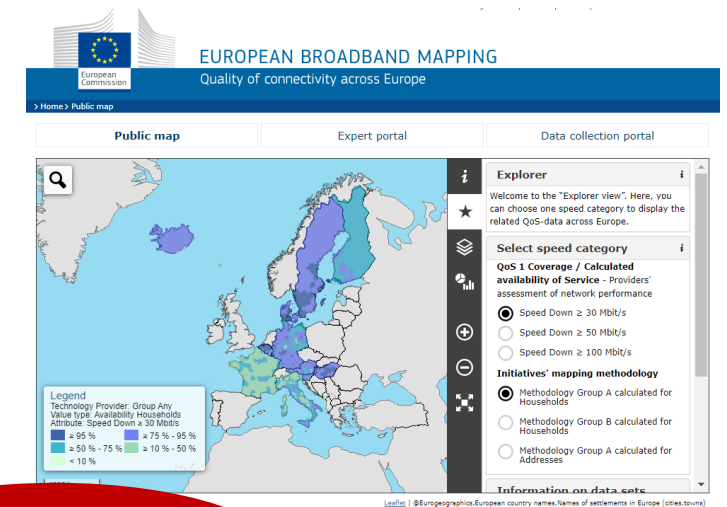 European
Commission
EUROPEAN BROADBAND MAPPING
Quality of connectivity across Europe
> Home > Public map
Public map
Expert portal
Data collection portal
Explorer
Welcome to the "Explorer view". Here, you
can choose one speed category to display the
related QoS-data across Europe.
Select speed category
QoS 1 Coverage / Calculated
availability of Service - Providers'
assessment of network performance
Speed Down ≥ 30 Mbit/s
Speed Down ≥ 50 Mbit/s
Speed Down ≥ 100 Mbit/s
Initiatives' mapping methodology
Methodology Group A calculated for
Households
Methodology Group B calculated for
Households
Methodology Group A calculated for
Addresses
Information on data sets
Legend
Technology Provider: Group Any
Value type: Availability Households
Attribute: Speed Down ≥ 30 Mbit/s
≥ 95 % ≥ 75 % - 95 %
≥ 50 % - 75 % ≥ 10 % - 50 %
< 10 %
Leaflet | @Eurogeographics.European country names.Names of settlements in Europe (cities.towns)